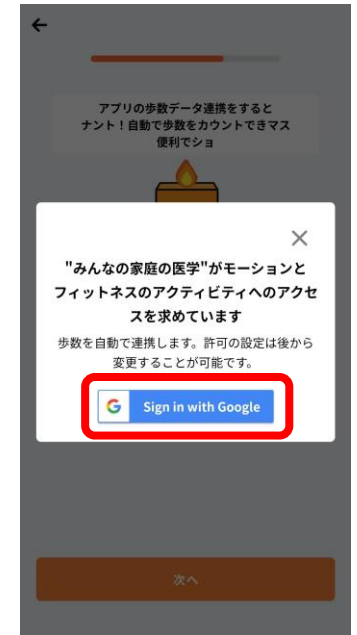 アプリの歩数データ連携をすると
ナント！自動で歩数をカウントできマス
便利でショ
"みんなの家庭の医学"がモーションと
フィットネスのアクティビティへのアクセ
スを求めています
歩数を自動で連携します。許可の設定は後から
変更することが可能です。
G Sign in with Google
次へ